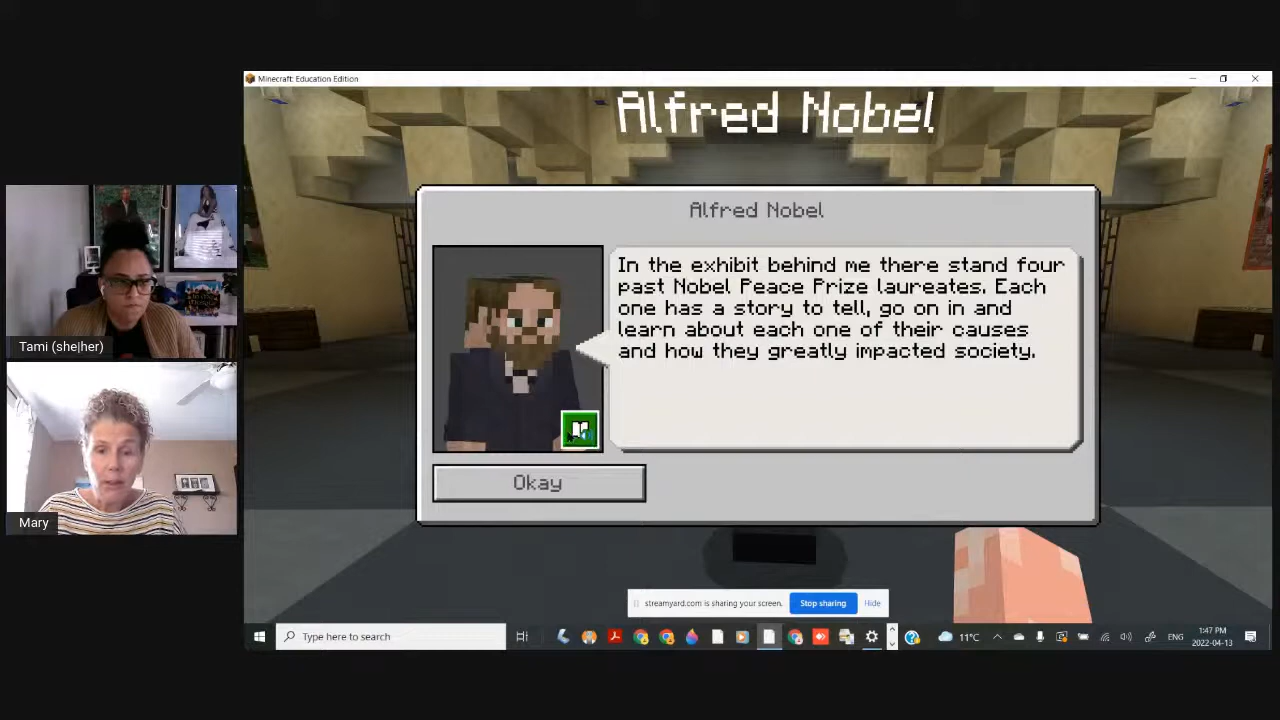 Minecraft: Education Edition
Alfred Nobel
Alfred Nobel
In the exhibit behind me there stand four
past Nobel Peace Prize laureates. Each
one has a story to tell, go on in and
learn about each one of their causes
and how they greatly impacted society.
Okay
Tami (she|her)
Mary
streamyard.com is sharing your screen.
Stop sharing
Hide
Type here to search
11°C
ENG
1:47 PM
2022-04-13